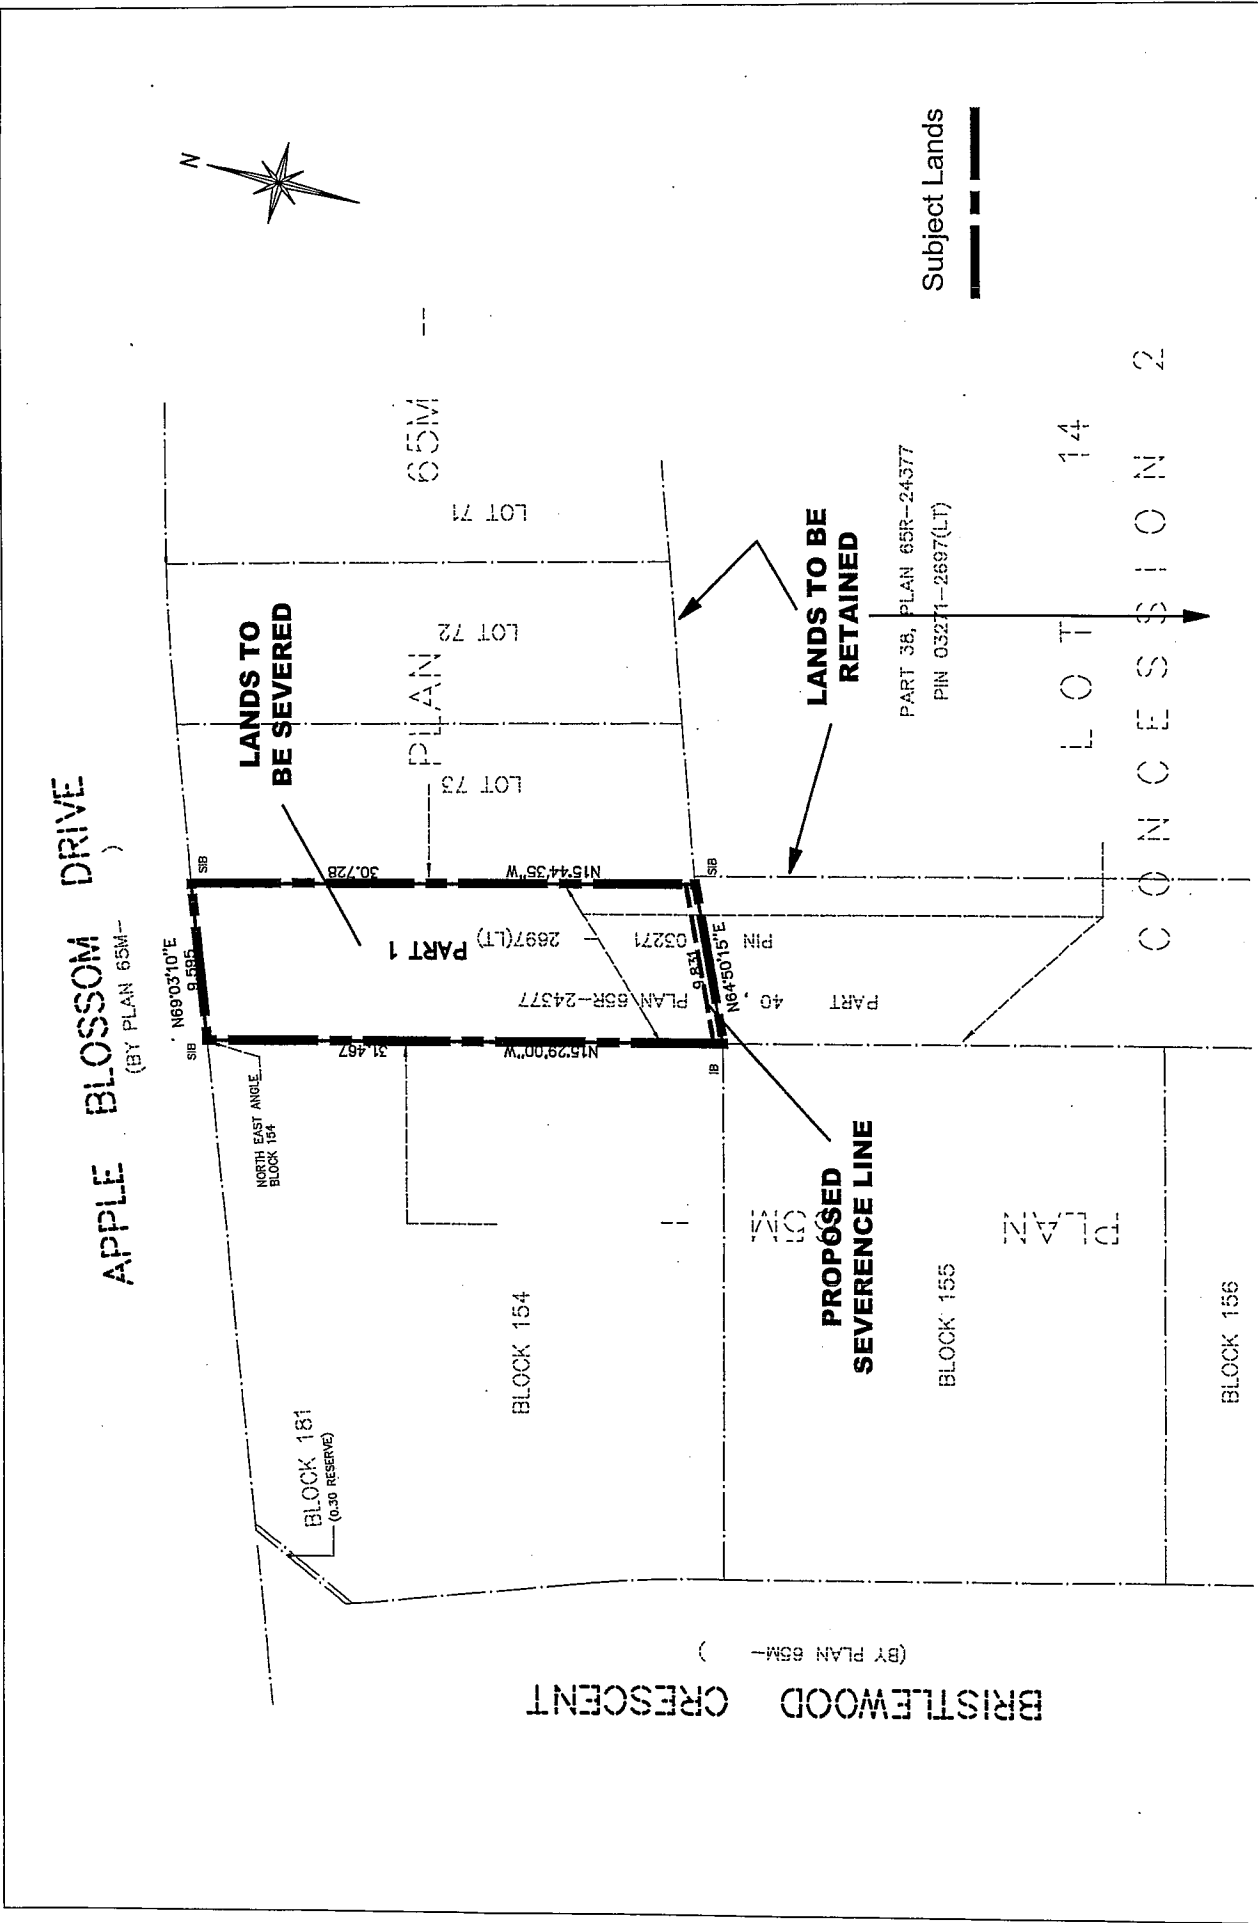 APPLE BLOSSOM DRIVE
(BY PLAN 65M-- )
N
Subject Lands
LANDS TO
BE SEVERED
PLAN 65M --
LOT 71
LOT 72
LOT 73
SIB
SIB
N69°03'10"E
9.595
NORTH EAST ANGLE
BLOCK 154
30.728
N15°44'35"W
31.467
N15°29'00"W
PART 1
PIN 03271 - 2697(LT)
PART 40, PLAN 65R-24377
9.831
N64°50'15"E
SIB
IB
LANDS TO BE
RETAINED
PART 38, PLAN 65R-24377
PIN 03271-2697(LT)
LOT 14
CONCESSION 2
PROPOSED
SEVERENCE LINE
BLOCK 181
(0.30 RESERVE)
BLOCK 154
PLAN 65M --
BLOCK 155
BLOCK 156
BRISTLEWOOD CRESCENT
(BY PLAN 65M- )